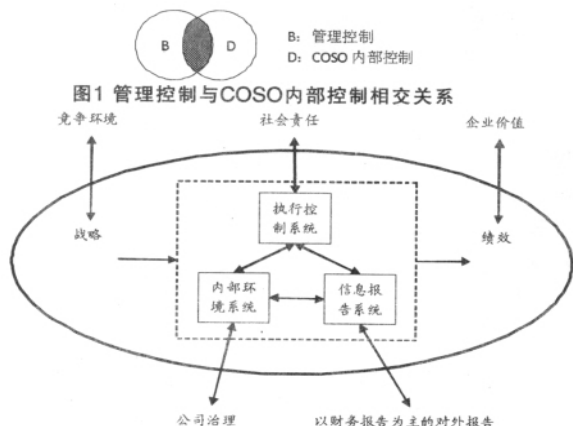 B D
B: 管理控制
D: COSO 内部控制
图1 管理控制与COSO内部控制相交关系
竞争环境 社会责任 企业价值
执行控
制系统
战略 绩效
内部环
境系统
信息报
告系统
公司治理 以财务报告为主的对外报告